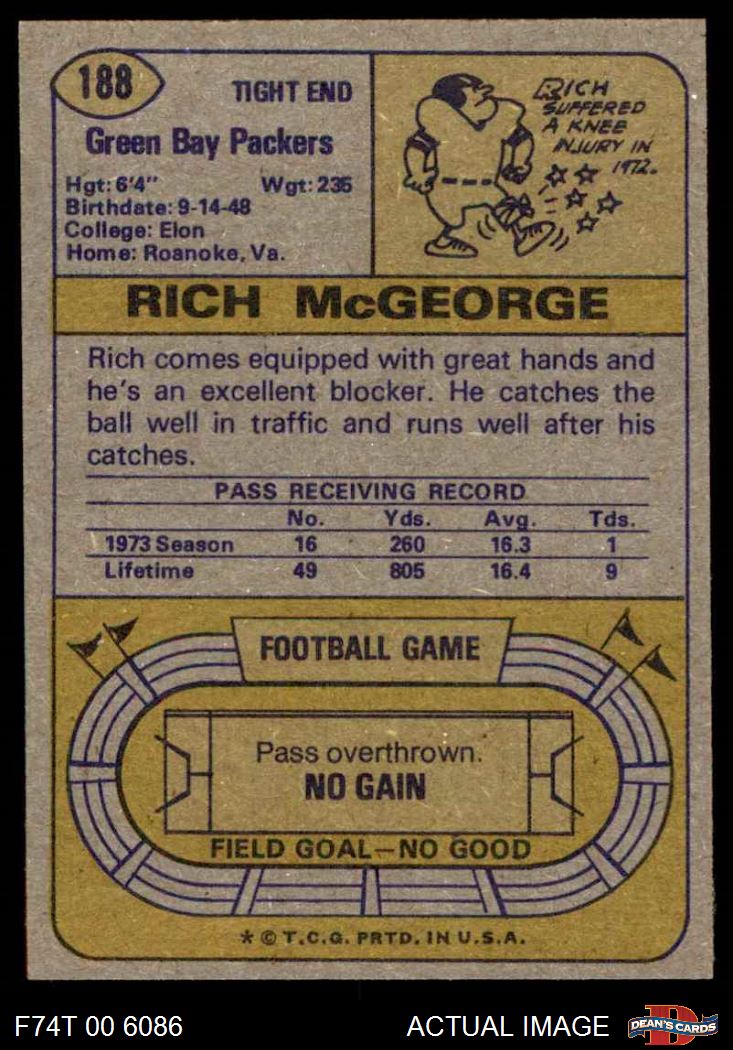 188
TIGHT END
Green Bay Packers
Hgt: 6'4" Wgt: 235
Birthdate: 9-14-48
College: Elon
Home: Roanoke, Va.
RICH
SUFFERED
A KNEE
INJURY IN
1972.
RICH McGEORGE
Rich comes equipped with great hands and
he's an excellent blocker. He catches the
ball well in traffic and runs well after his
catches.
PASS RECEIVING RECORD
No. Yds. Avg. Tds.
1973 Season 16 260 16.3 1
Lifetime 49 805 16.4 9
FOOTBALL GAME
Pass overthrown.
NO GAIN
FIELD GOAL—NO GOOD
* © T.C.G. PRTD. IN U.S.A.
F74T 00 6086 ACTUAL IMAGE D DEAN'S CARDS